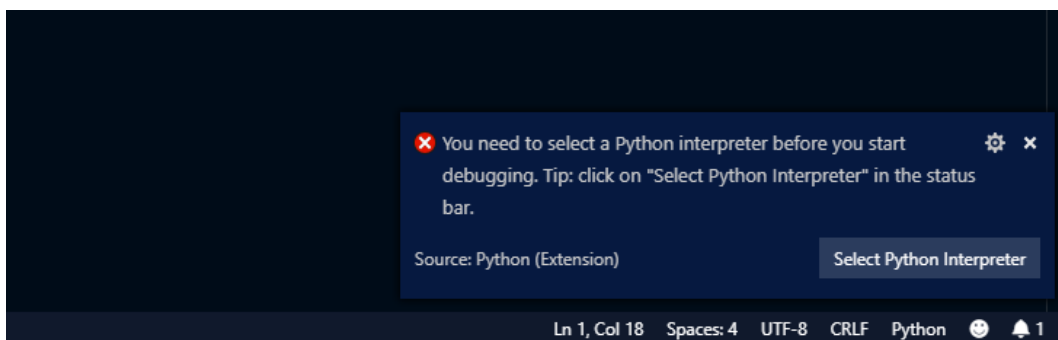 You need to select a Python interpreter before you start
debugging. Tip: click on "Select Python Interpreter" in the status
bar.
Source: Python (Extension)
Select Python Interpreter
Ln 1, Col 18 Spaces: 4 UTF-8 CRLF Python 1